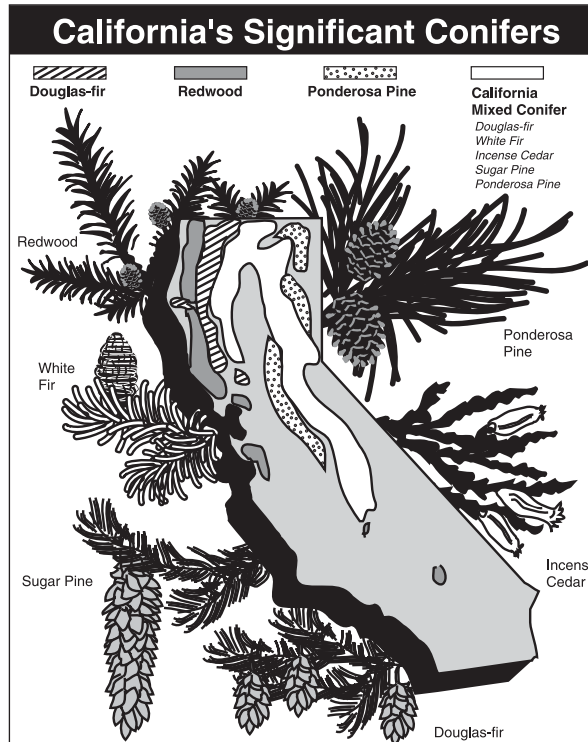 California's Significant Conifers
Douglas-fir
Redwood
Ponderosa Pine
California
Mixed Conifer
Douglas-fir
White Fir
Incense Cedar
Sugar Pine
Ponderosa Pine
Redwood
Ponderosa
Pine
White
Fir
Incens
Cedar
Sugar Pine
Douglas-fir